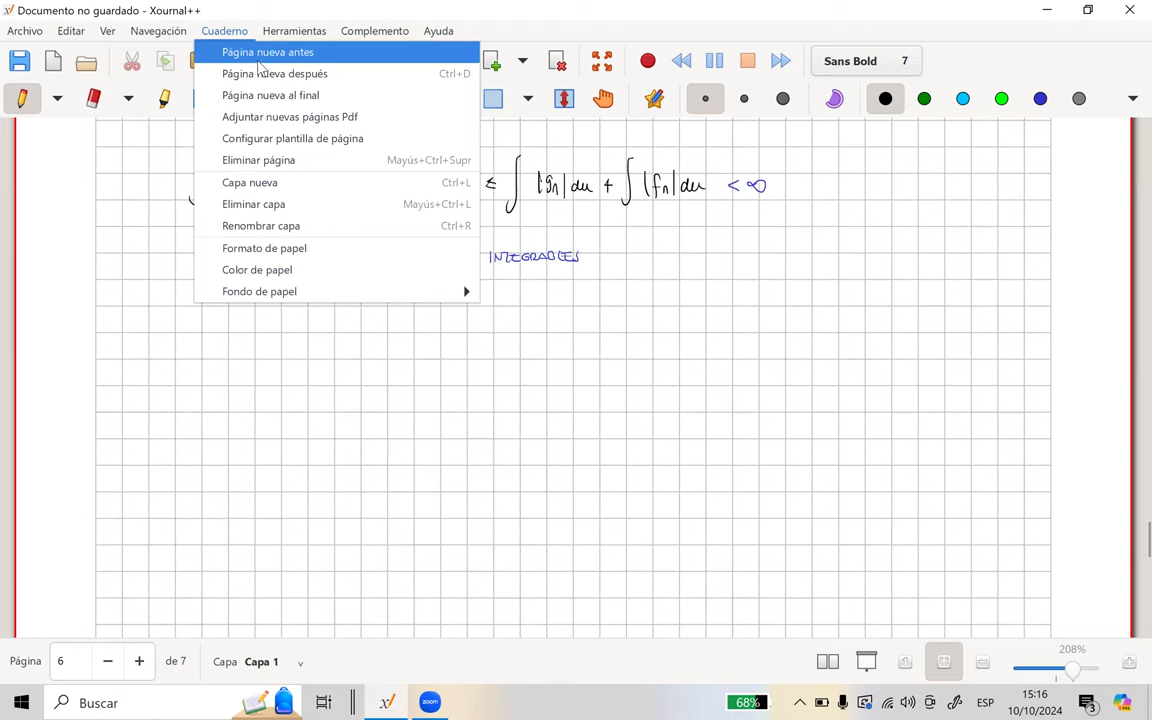 Documento no guardado - Xournal++
Archivo Editar Ver Navegación Cuaderno Herramientas Complemento Ayuda
Página nueva antes
Página nueva después Ctrl+D
Página nueva al final
Adjuntar nuevas páginas Pdf
Configurar plantilla de página
Eliminar página Mayús+Ctrl+Supr
Capa nueva Ctrl+L
Eliminar capa Mayús+Ctrl+L
Renombrar capa Ctrl+R
Formato de papel
Color de papel
Fondo de papel
Sans Bold 7
≤ ∫ |gn| du + ∫ |fn| du < ∞
INTEGRABLES
Página 6 de 7 Capa Capa 1
208%
Buscar
zoom
68%
ESP
15:16
10/10/2024
3